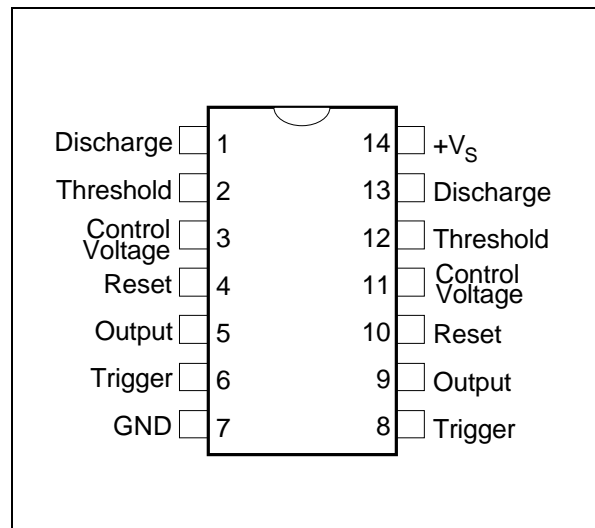 Discharge 1 14 +VS
Threshold 2 13 Discharge
Control
Voltage 3 12 Threshold
Reset 4 11 Control
Voltage
Output 5 10 Reset
Trigger 6 9 Output
GND 7 8 Trigger